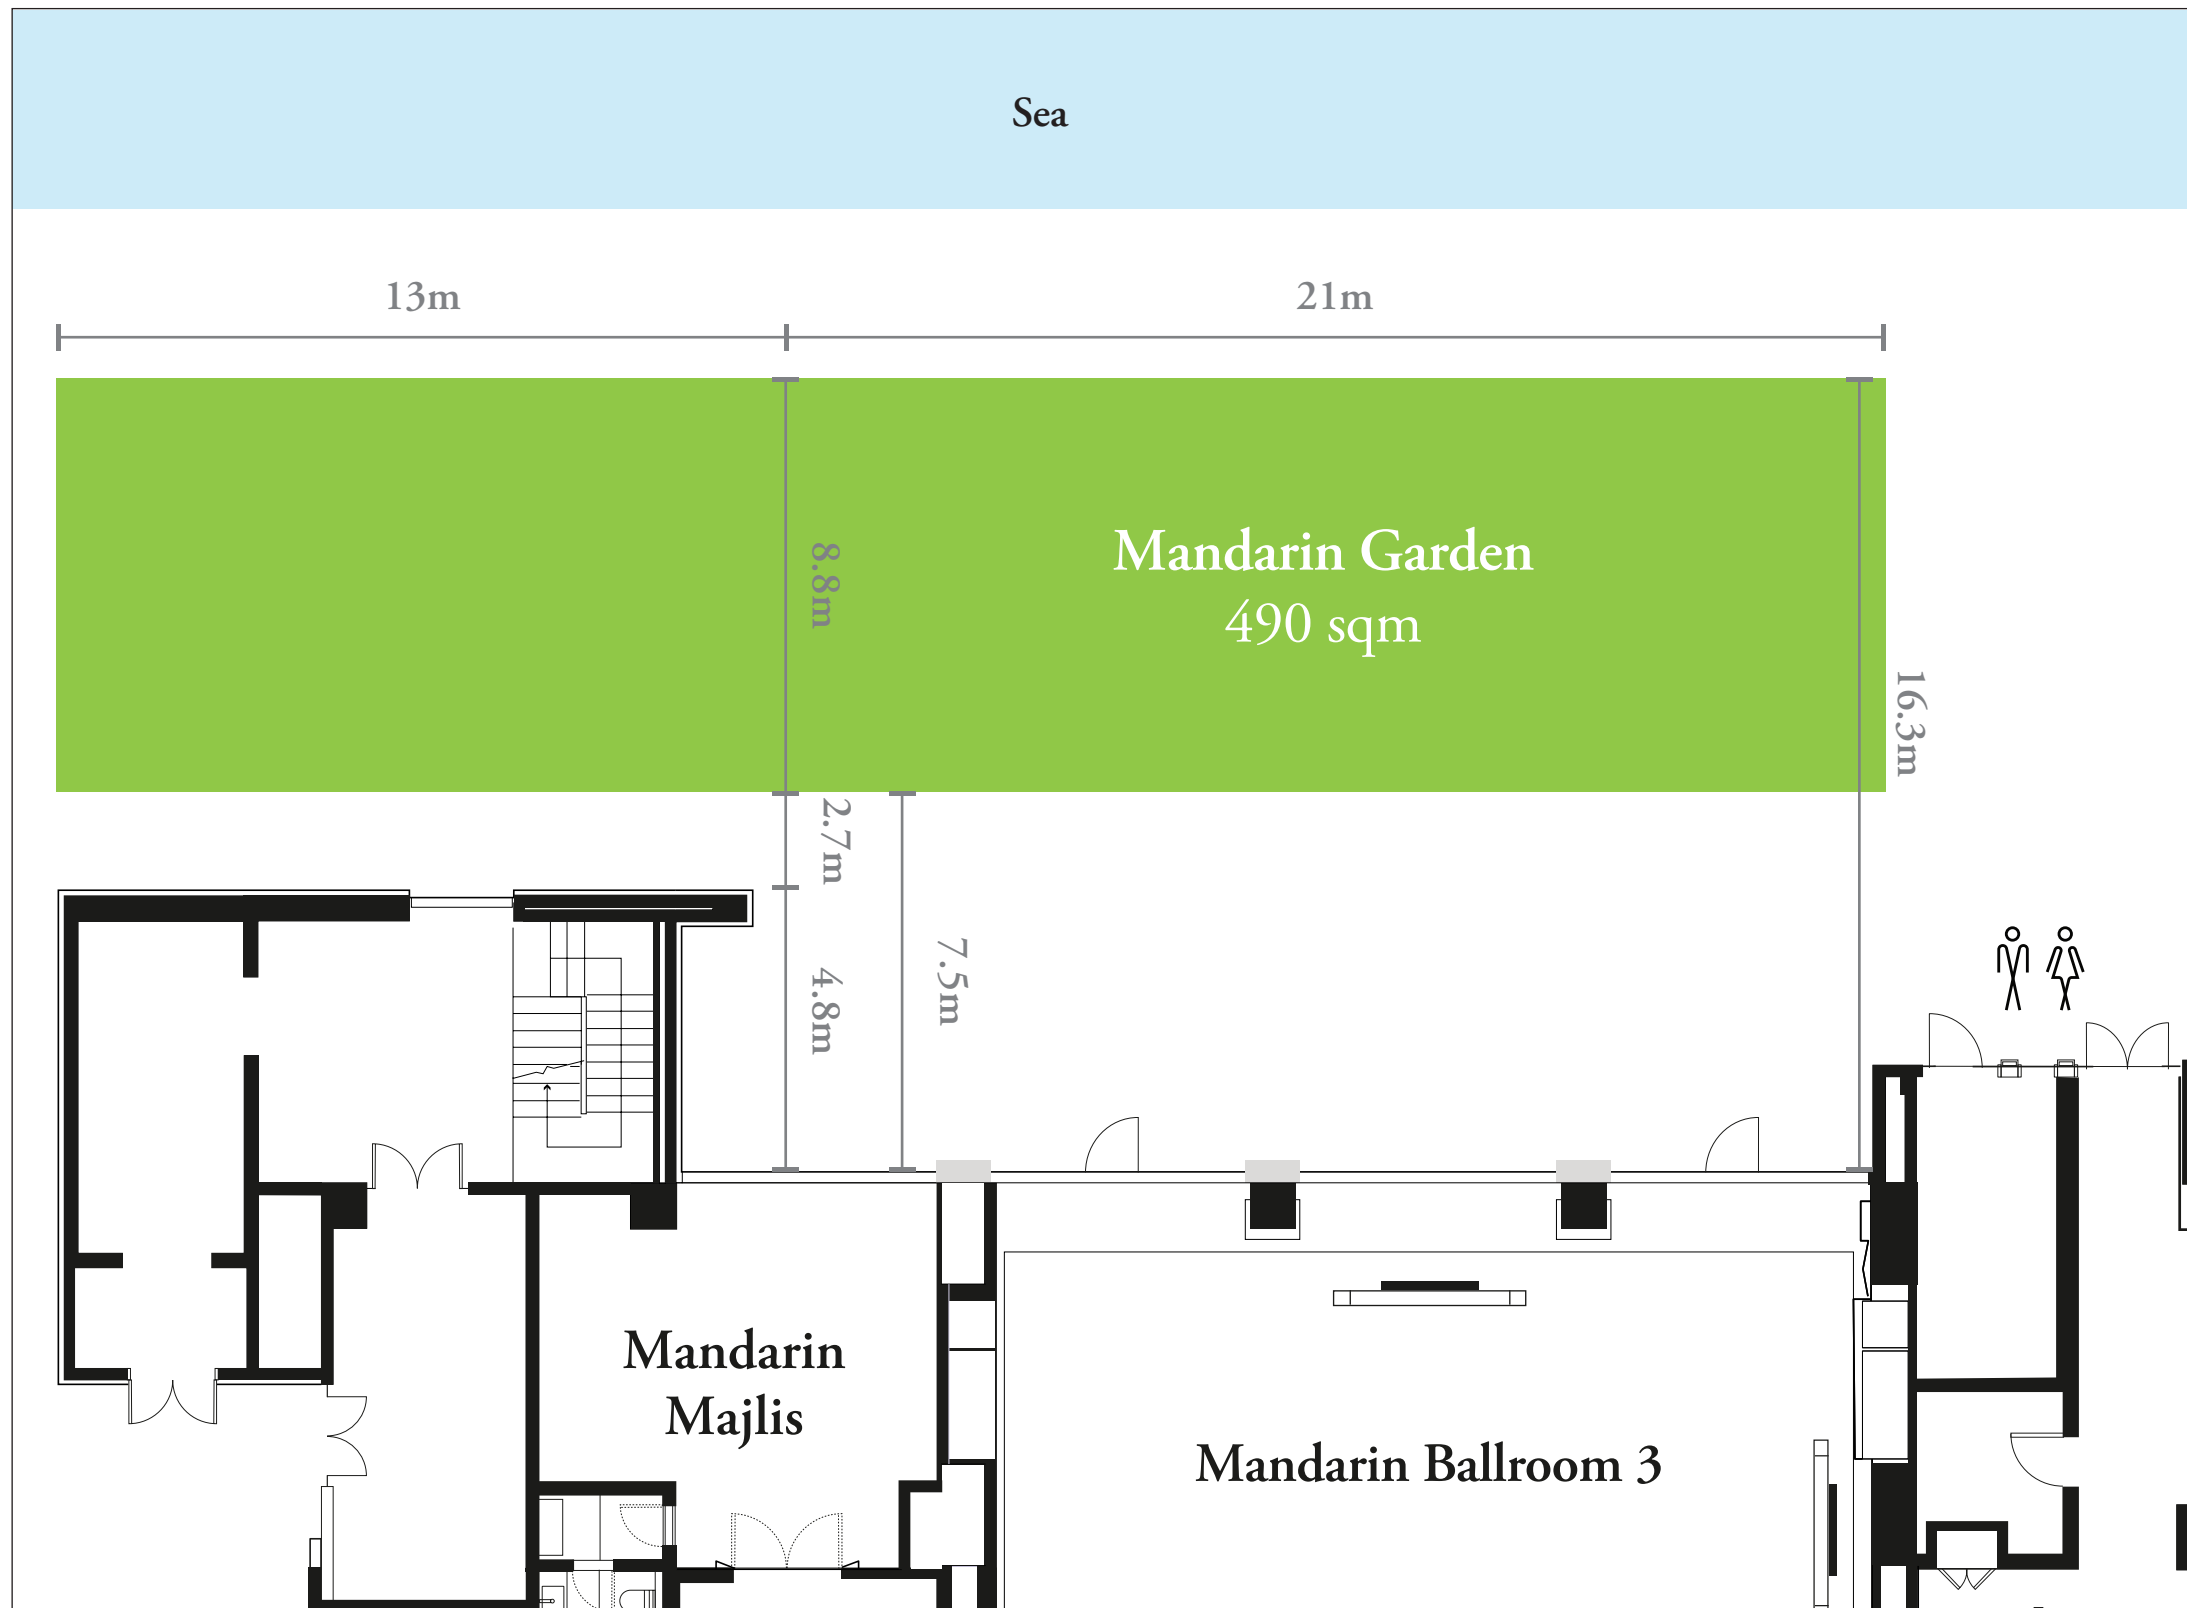 Sea
13m
21m
8.8m
Mandarin Garden
490 sqm
16.3m
2.7m
7.5m
4.8m
Mandarin
Majlis
Mandarin Ballroom 3